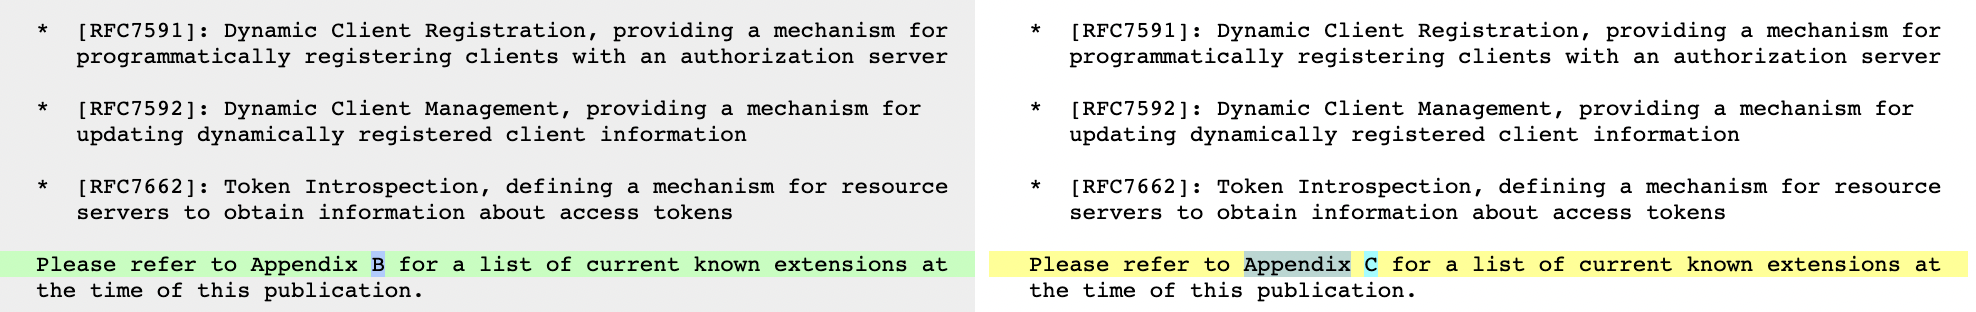 * [RFC7591]: Dynamic Client Registration, providing a mechanism for
programmatically registering clients with an authorization server
* [RFC7592]: Dynamic Client Management, providing a mechanism for
updating dynamically registered client information
* [RFC7662]: Token Introspection, defining a mechanism for resource
servers to obtain information about access tokens
Please refer to Appendix B for a list of current known extensions at
the time of this publication.
* [RFC7591]: Dynamic Client Registration, providing a mechanism for
programmatically registering clients with an authorization server
* [RFC7592]: Dynamic Client Management, providing a mechanism for
updating dynamically registered client information
* [RFC7662]: Token Introspection, defining a mechanism for resource
servers to obtain information about access tokens
Please refer to Appendix C for a list of current known extensions at
the time of this publication.